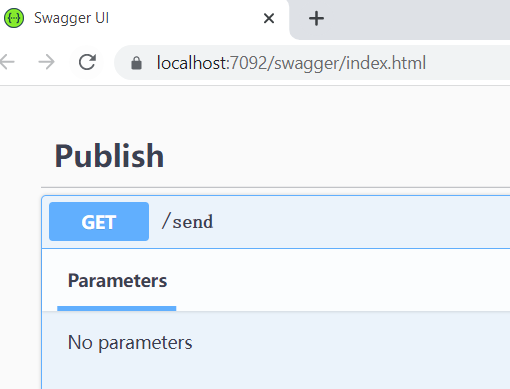 Swagger UI
localhost:7092/swagger/index.html
Publish
GET /send
Parameters
No parameters